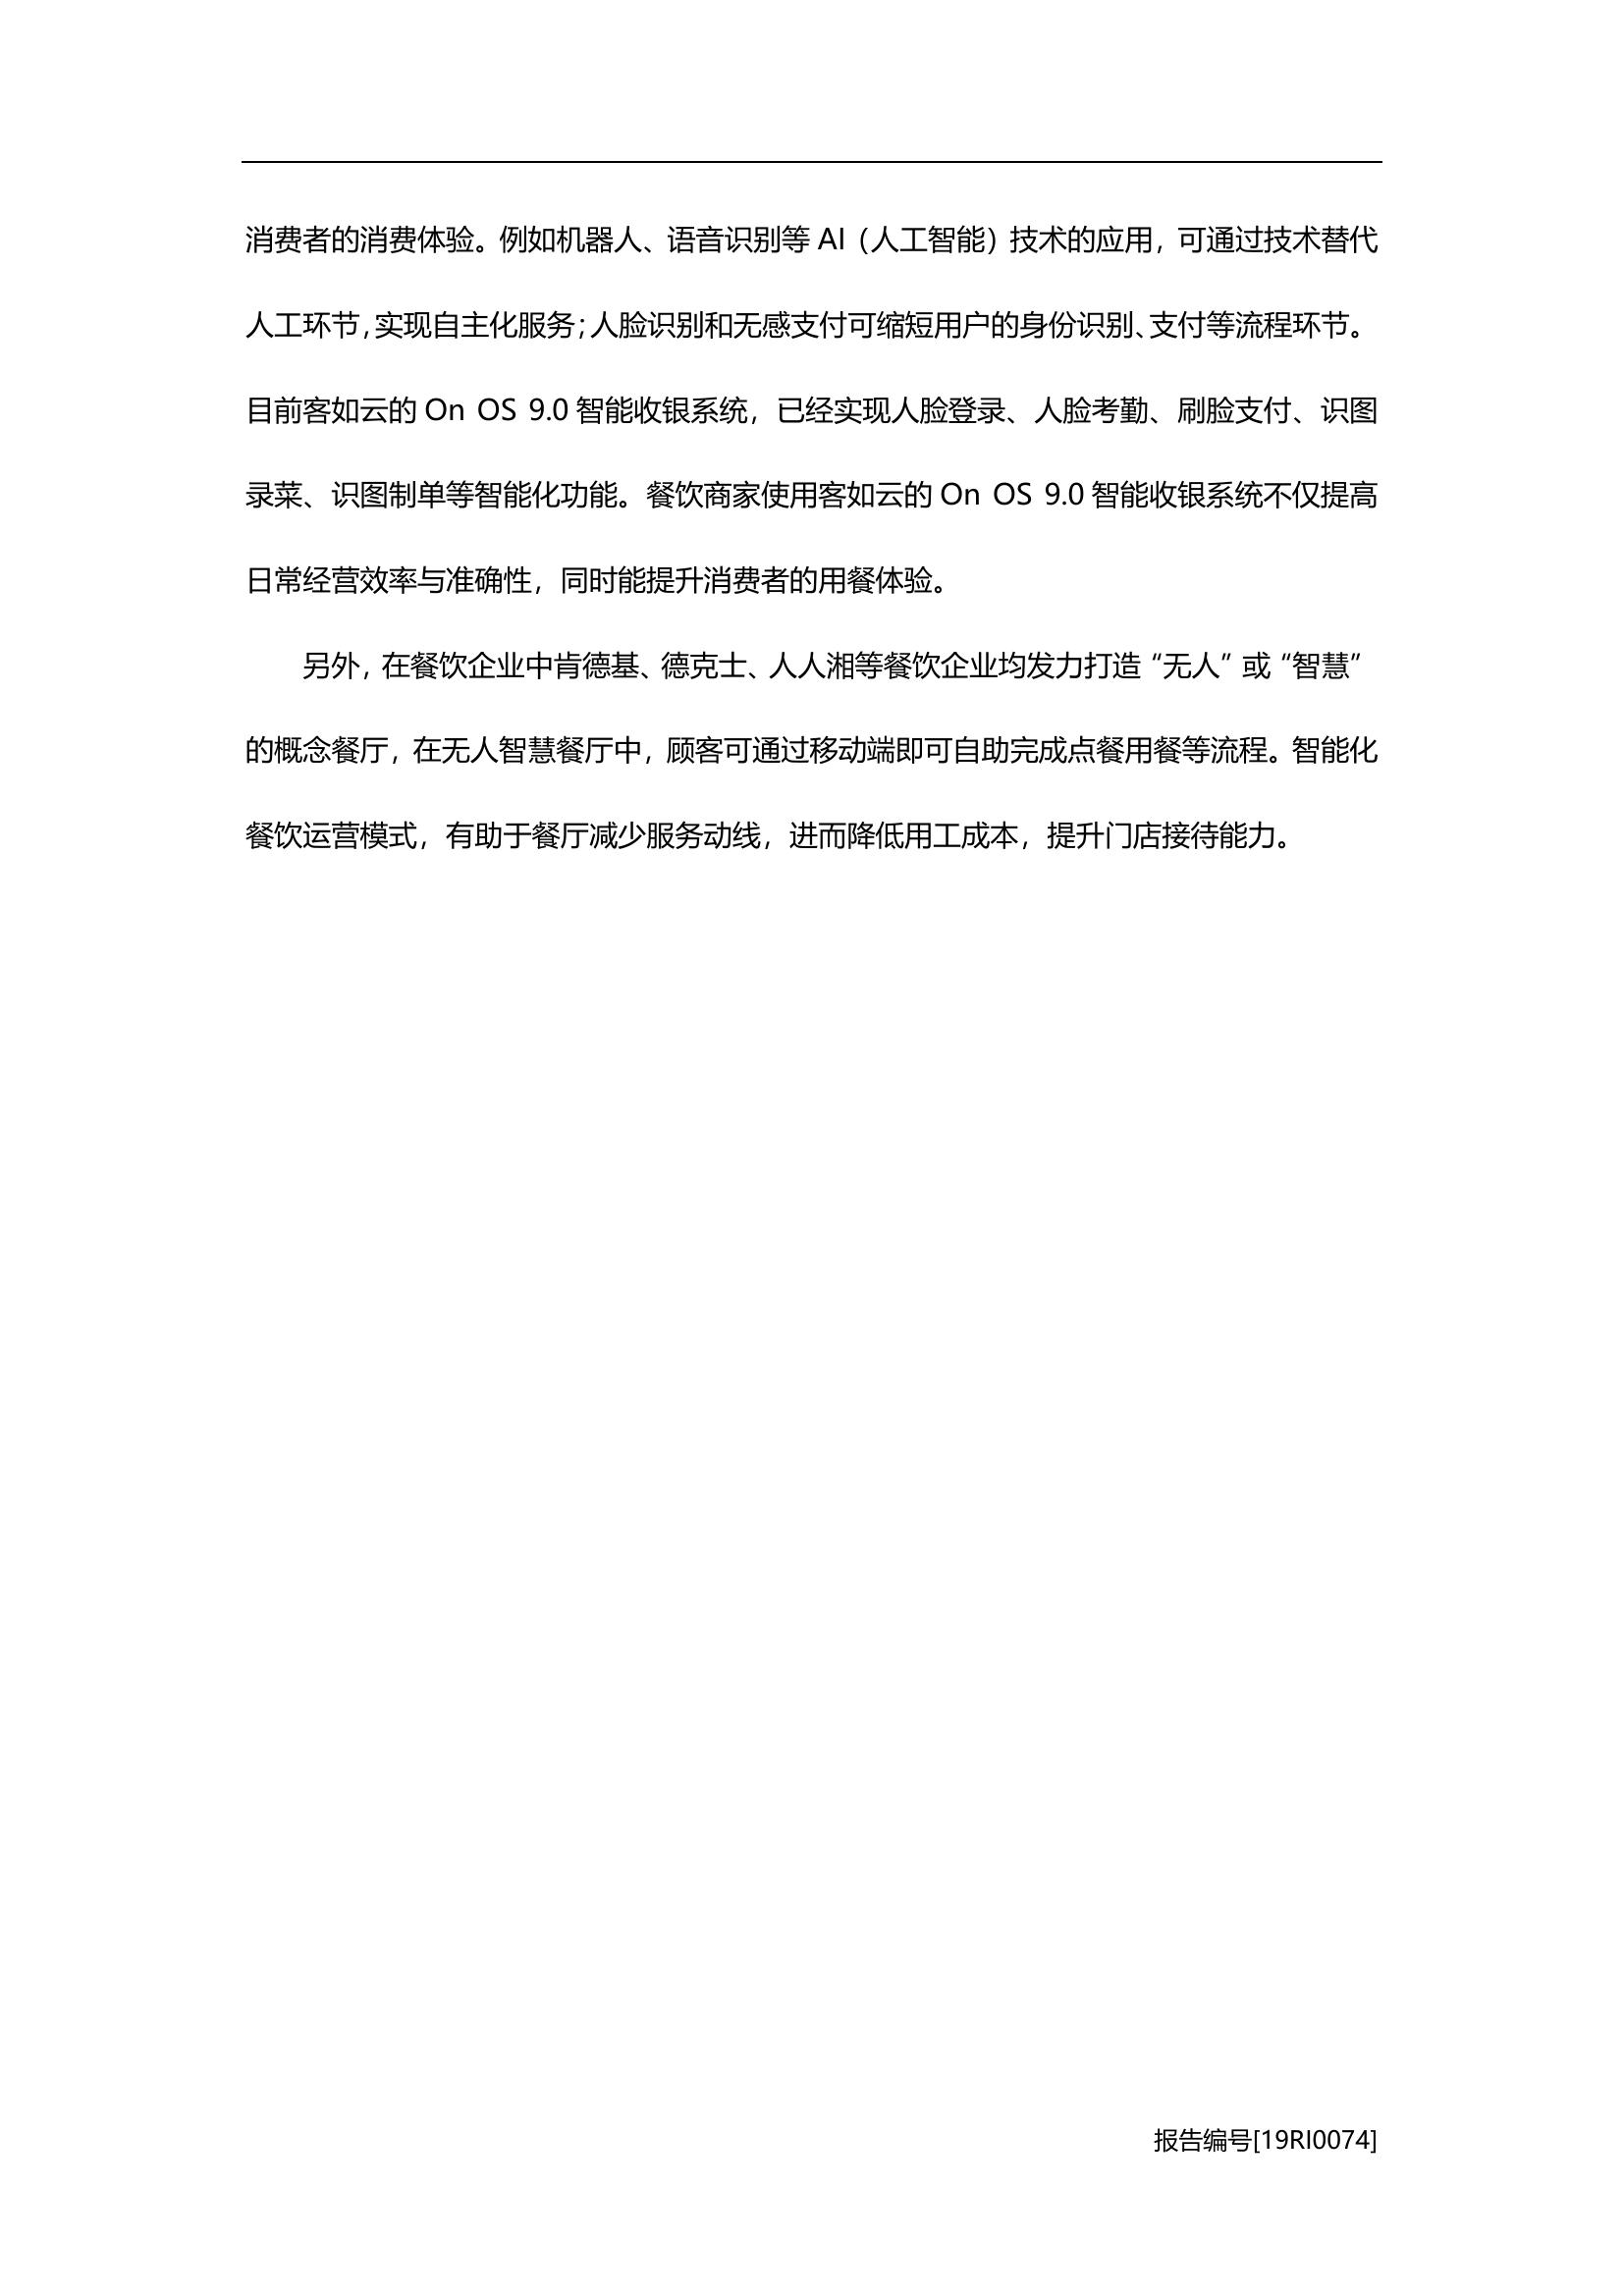 消费者的消费体验。例如机器人、语音识别等 AI（人工智能）技术的应用，可通过技术替代
人工环节，实现自主化服务；人脸识别和无感支付可缩短用户的身份识别、支付等流程环节。
目前客如云的 On OS 9.0 智能收银系统，已经实现人脸登录、人脸考勤、刷脸支付、识图
录菜、识图制单等智能化功能。餐饮商家使用客如云的 On OS 9.0 智能收银系统不仅提高
日常经营效率与准确性，同时能提升消费者的用餐体验。
另外，在餐饮企业中肯德基、德克士、人人湘等餐饮企业均发力打造“无人”或“智慧”
的概念餐厅，在无人智慧餐厅中，顾客可通过移动端即可自助完成点餐用餐等流程。智能化
餐饮运营模式，有助于餐厅减少服务动线，进而降低用工成本，提升门店接待能力。
报告编号[19RI0074]